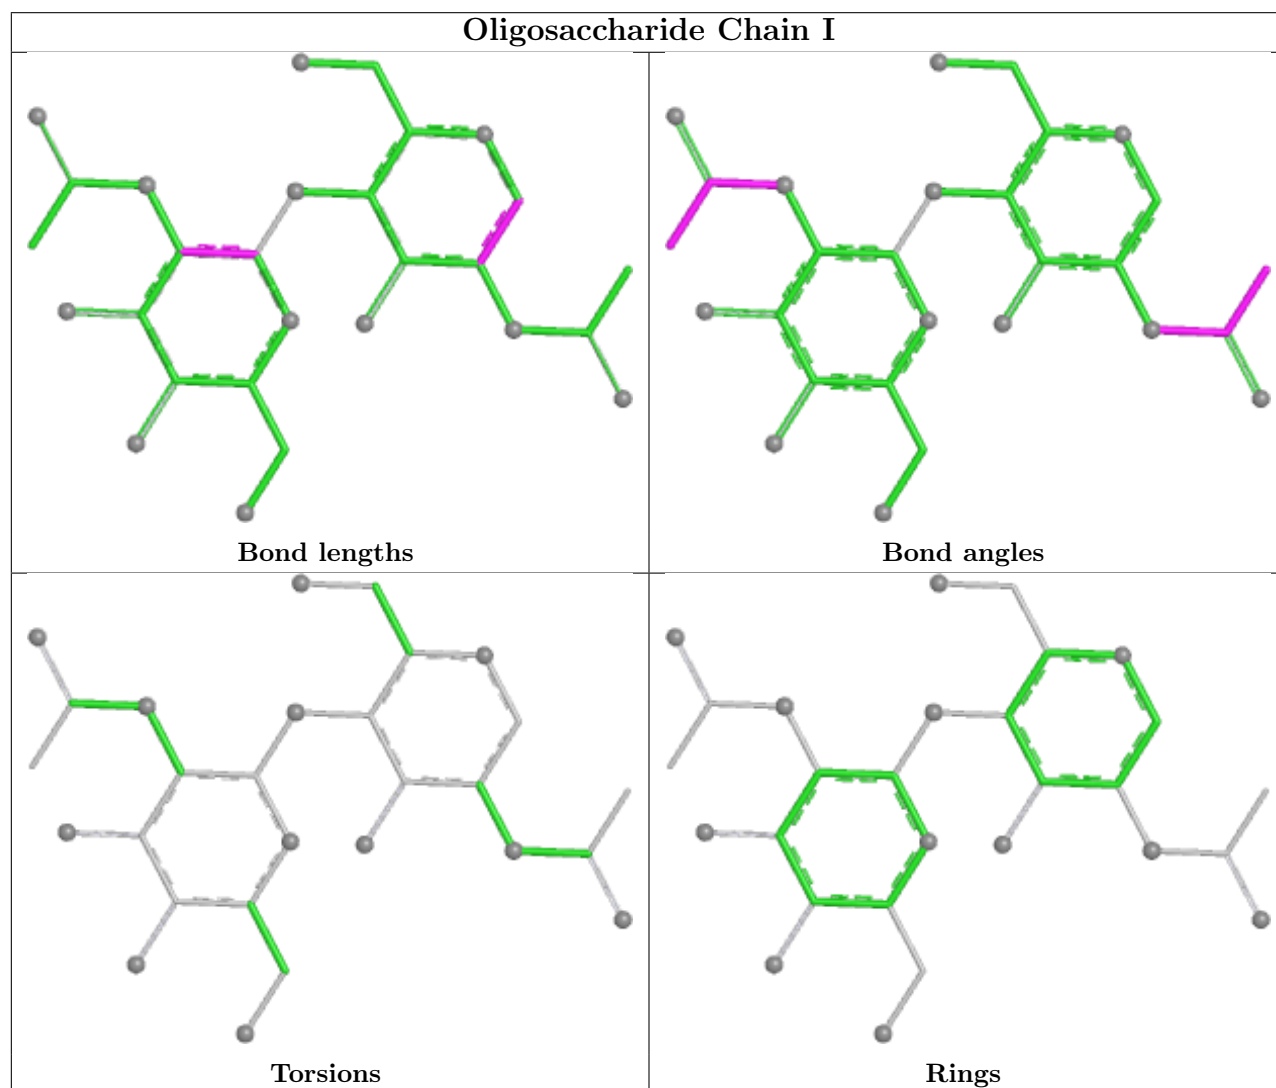 Oligosaccharide Chain I
Bond lengths
Bond angles
Torsions
Rings